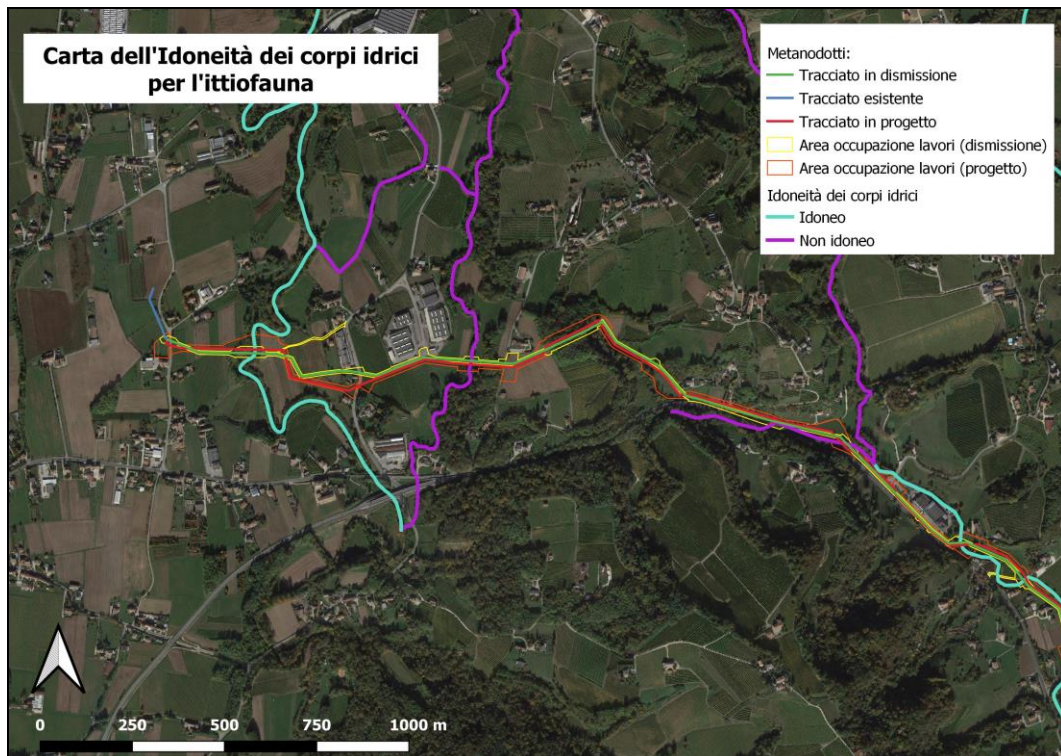 Carta dell'Idoneità dei corpi idrici
per l'ittiofauna
Metanodotti:
Tracciato in dismissione
Tracciato esistente
Tracciato in progetto
Area occupazione lavori (dismissione)
Area occupazione lavori (progetto)
Idoneità dei corpi idrici
Idoneo
Non idoneo
0 250 500 750 1000 m